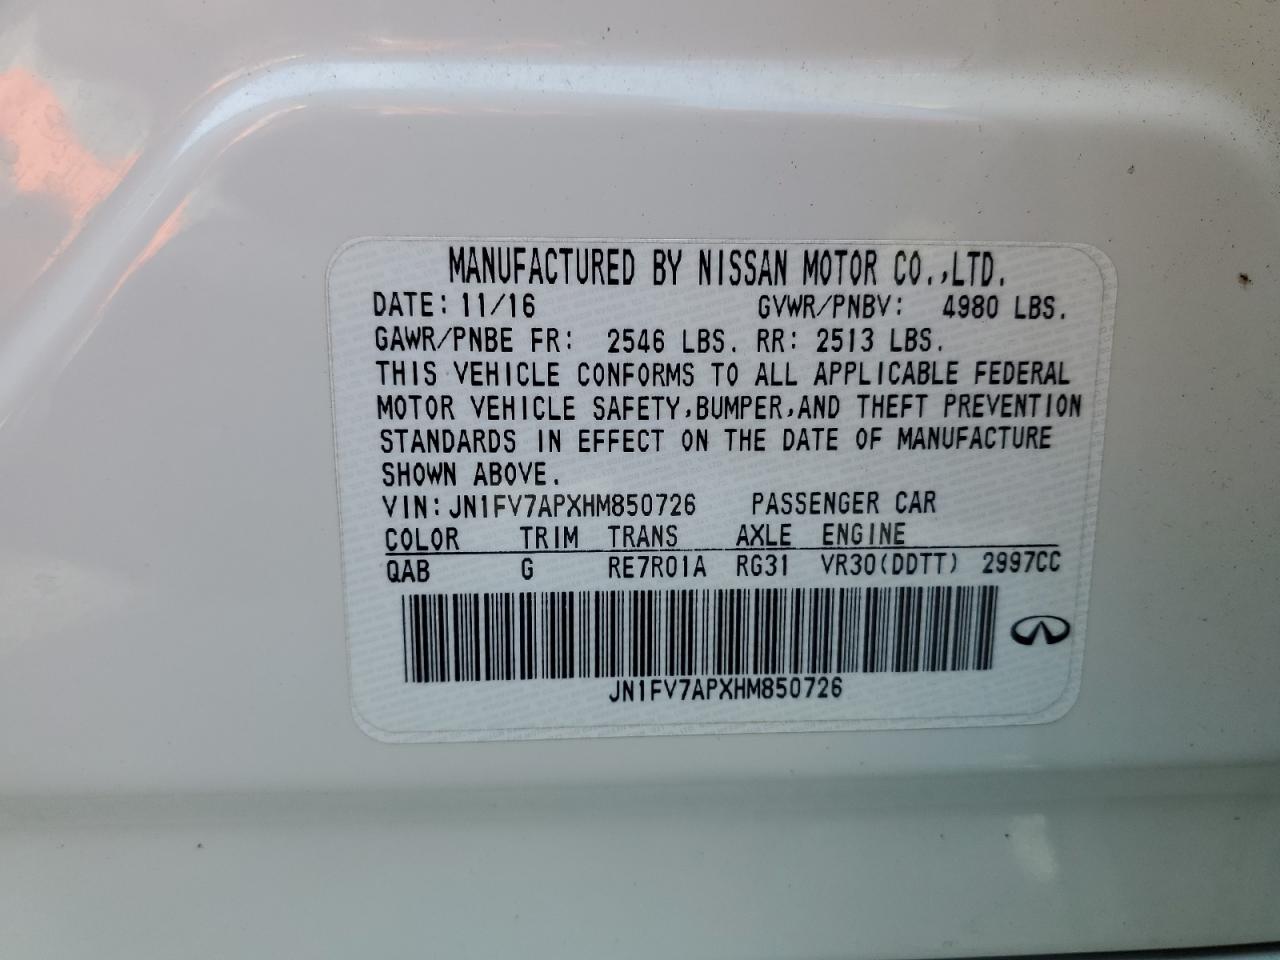 MANUFACTURED BY NISSAN MOTOR CO.,LTD.
DATE: 11/16 GVWR/PNBV: 4980 LBS.
GAWR/PNBE FR: 2546 LBS. RR: 2513 LBS.
THIS VEHICLE CONFORMS TO ALL APPLICABLE FEDERAL
MOTOR VEHICLE SAFETY,BUMPER,AND THEFT PREVENTION
STANDARDS IN EFFECT ON THE DATE OF MANUFACTURE
SHOWN ABOVE.
VIN: JN1FV7APXHM850726 PASSENGER CAR
COLOR TRIM TRANS AXLE ENGINE
QAB G RE7R01A RG31 VR30(DDTT) 2997CC
JN1FV7APXHM850726